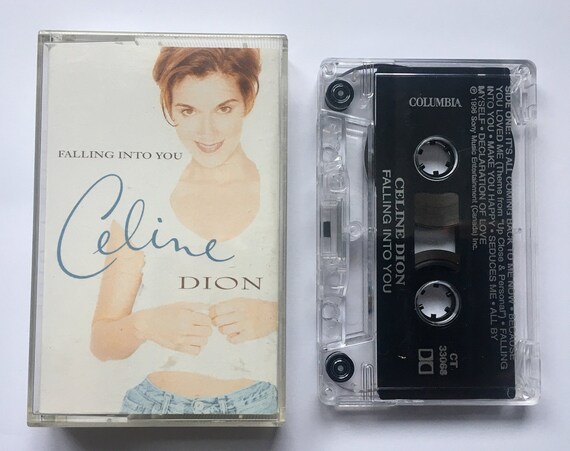 FALLING INTO YOU
Celine
DION
COLUMBIA
CELINE DION
FALLING INTO YOU
CT
33068
SIDE ONE: IT'S ALL COMING BACK TO ME NOW • BECAUSE
YOU LOVED ME (Theme from "Up Close & Personal") • FALLING
INTO YOU • MAKE YOU HAPPY • SEDUCES ME • ALL BY
MYSELF • DECLARATION OF LOVE
℗ 1996 Sony Music Entertainment (Canada) Inc.